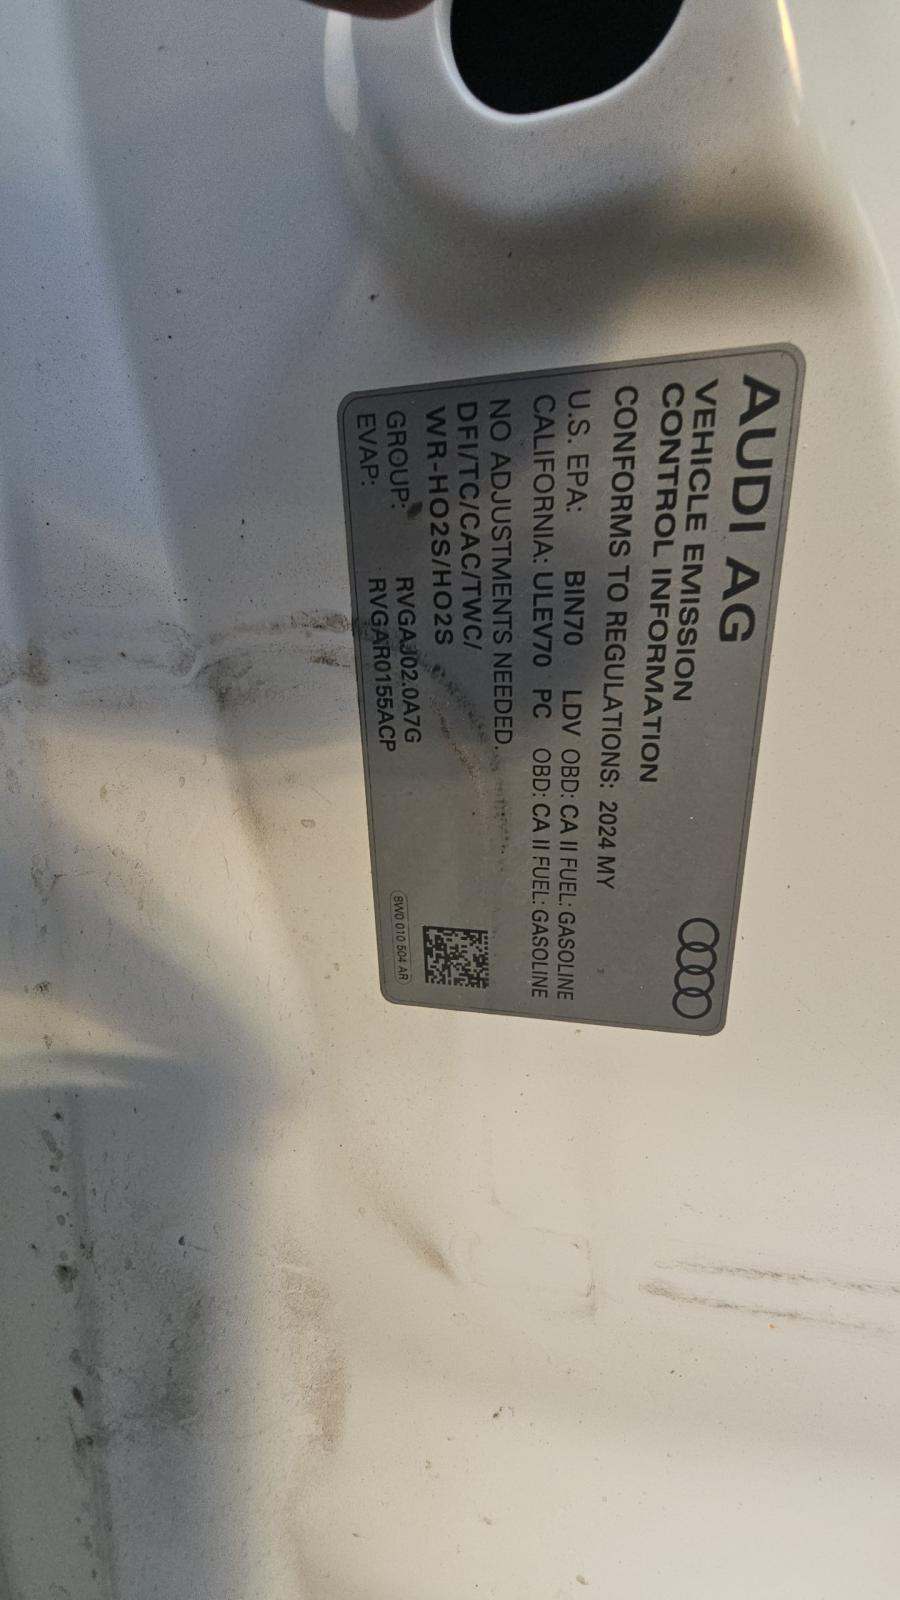 AUDI AG
VEHICLE EMISSION
CONTROL INFORMATION
CONFORMS TO REGULATIONS: 2024 MY
U.S. EPA: BIN70 LDV OBD: CA II FUEL: GASOLINE
CALIFORNIA: ULEV70 PC OBD: CA II FUEL: GASOLINE
NO ADJUSTMENTS NEEDED.
DFI/TC/CAC/TWC/
WR-HO2S/HO2S
GROUP: RVGAJ02.0A7G
EVAP: RVGAR0155ACP
8W0 010 504 AR